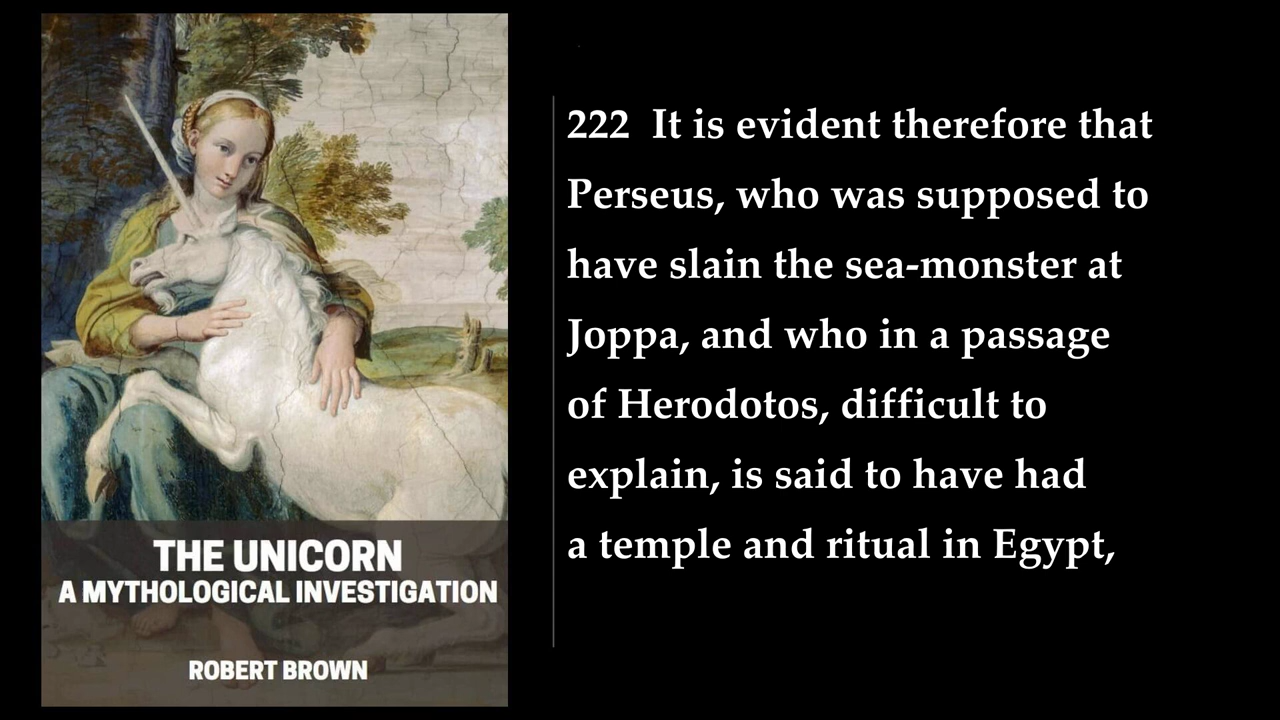 THE UNICORN
A MYTHOLOGICAL INVESTIGATION
ROBERT BROWN
222 It is evident therefore that
Perseus, who was supposed to
have slain the sea-monster at
Joppa, and who in a passage
of Herodotos, difficult to
explain, is said to have had
a temple and ritual in Egypt,